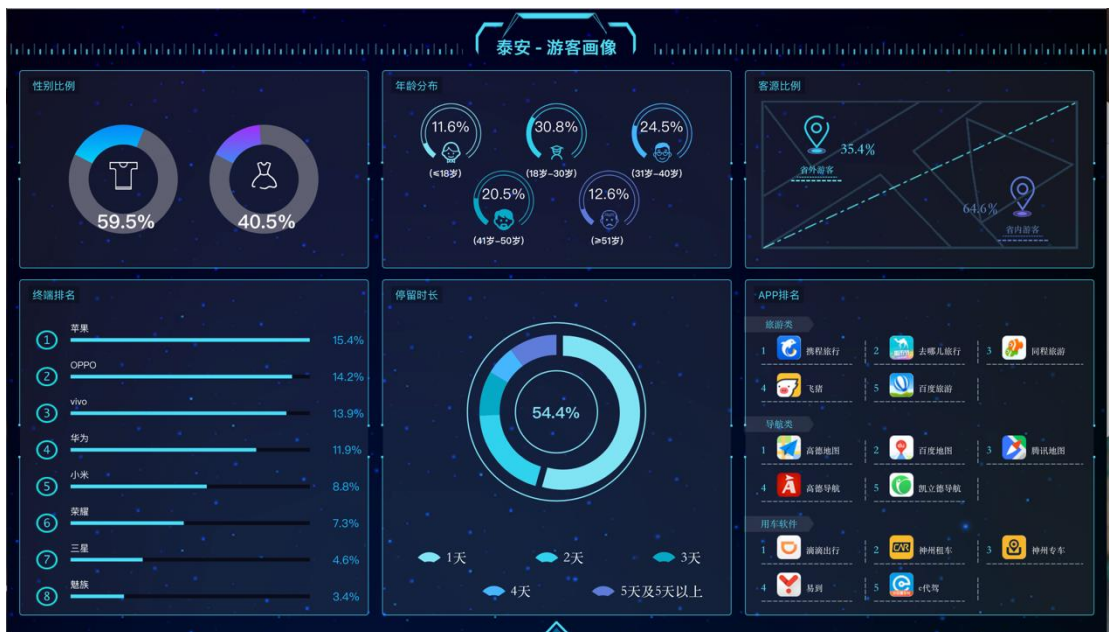 泰安 - 游客画像
性别比例
59.5%
40.5%
年龄分布
11.6%
(≤18岁)
30.8%
(18岁-30岁)
24.5%
(31岁-40岁)
20.5%
(41岁-50岁)
12.6%
(≥51岁)
客源比例
35.4%
省外游客
64.6%
省内游客
终端排名
1 苹果 15.4%
2 OPPO 14.2%
3 vivo 13.9%
4 华为 11.9%
5 小米 8.8%
6 荣耀 7.3%
7 三星 4.6%
8 魅族 3.4%
停留时长
54.4%
1天 2天 3天
4天 5天及5天以上
APP排名
旅游类
1 携程旅行 2 去哪儿旅行 3 同程旅游
4 飞猪 5 百度旅游
导航类
1 高德地图 2 百度地图 3 腾讯地图
4 高德导航 5 凯立德导航
用车软件
1 滴滴出行 2 CAR 神州租车 3 神州专车
4 易到 5 e代驾